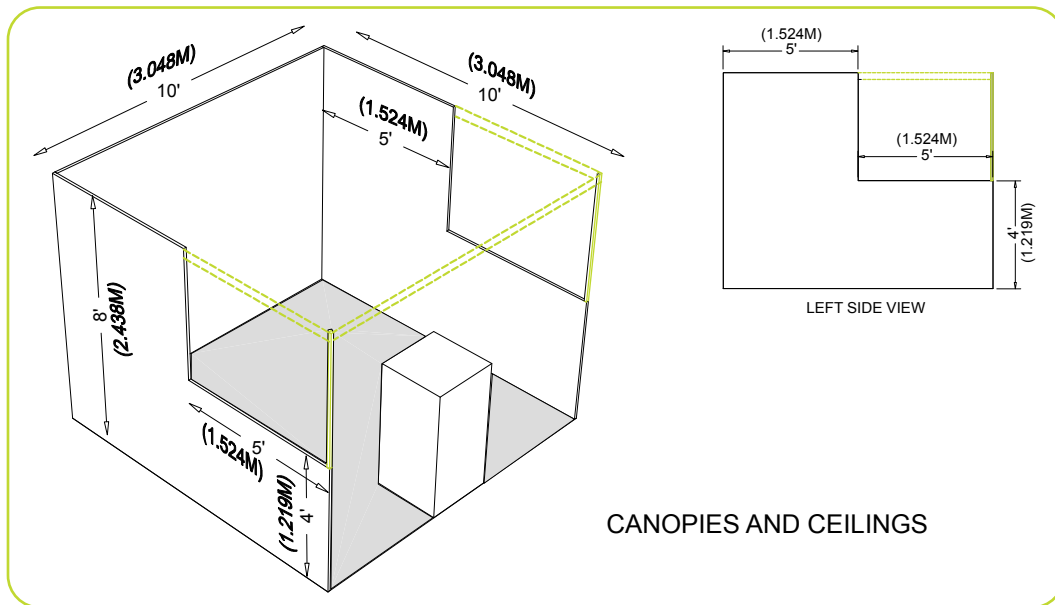 (3.048M)
10'
(3.048M)
10'
(1.524M)
5'
8'
(2.438M)
5'
(1.524M)
4'
(1.219M)
(1.524M)
5'
(1.524M)
5'
4'
(1.219M)
LEFT SIDE VIEW
CANOPIES AND CEILINGS